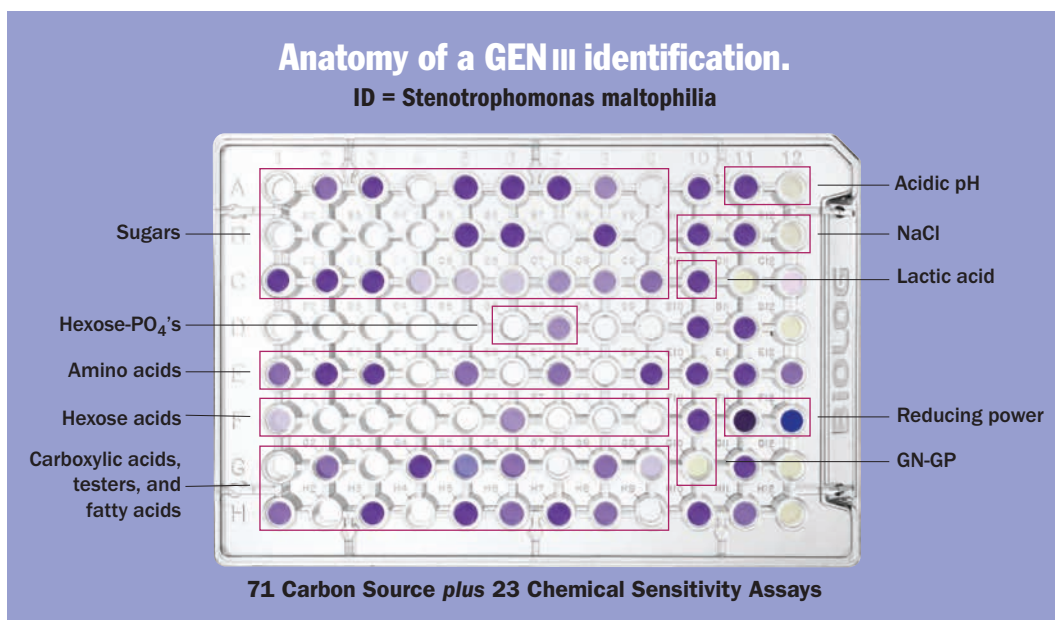 Anatomy of a GEN III identification.
ID = Stenotrophomonas maltophilia
1 2 3 4 5 6 7 8 9 10 11 12
A
Acidic pH
Sugars
B
NaCl
C
Lactic acid
Hexose-PO4's
D
Amino acids
E
Hexose acids
F
Reducing power
Carboxylic acids,
testers, and
fatty acids
G
GN-GP
H
BIOLOG
71 Carbon Source plus 23 Chemical Sensitivity Assays